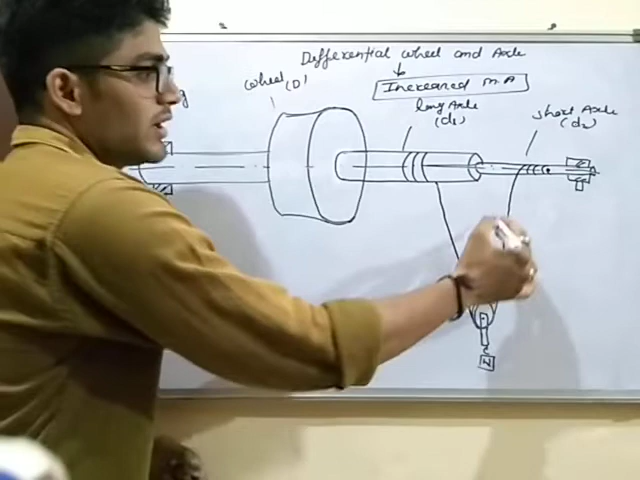 Differential wheel and Axle
Increased M.A
wheel (D)
long Axle
(d1)
short Axle
(d2)
W